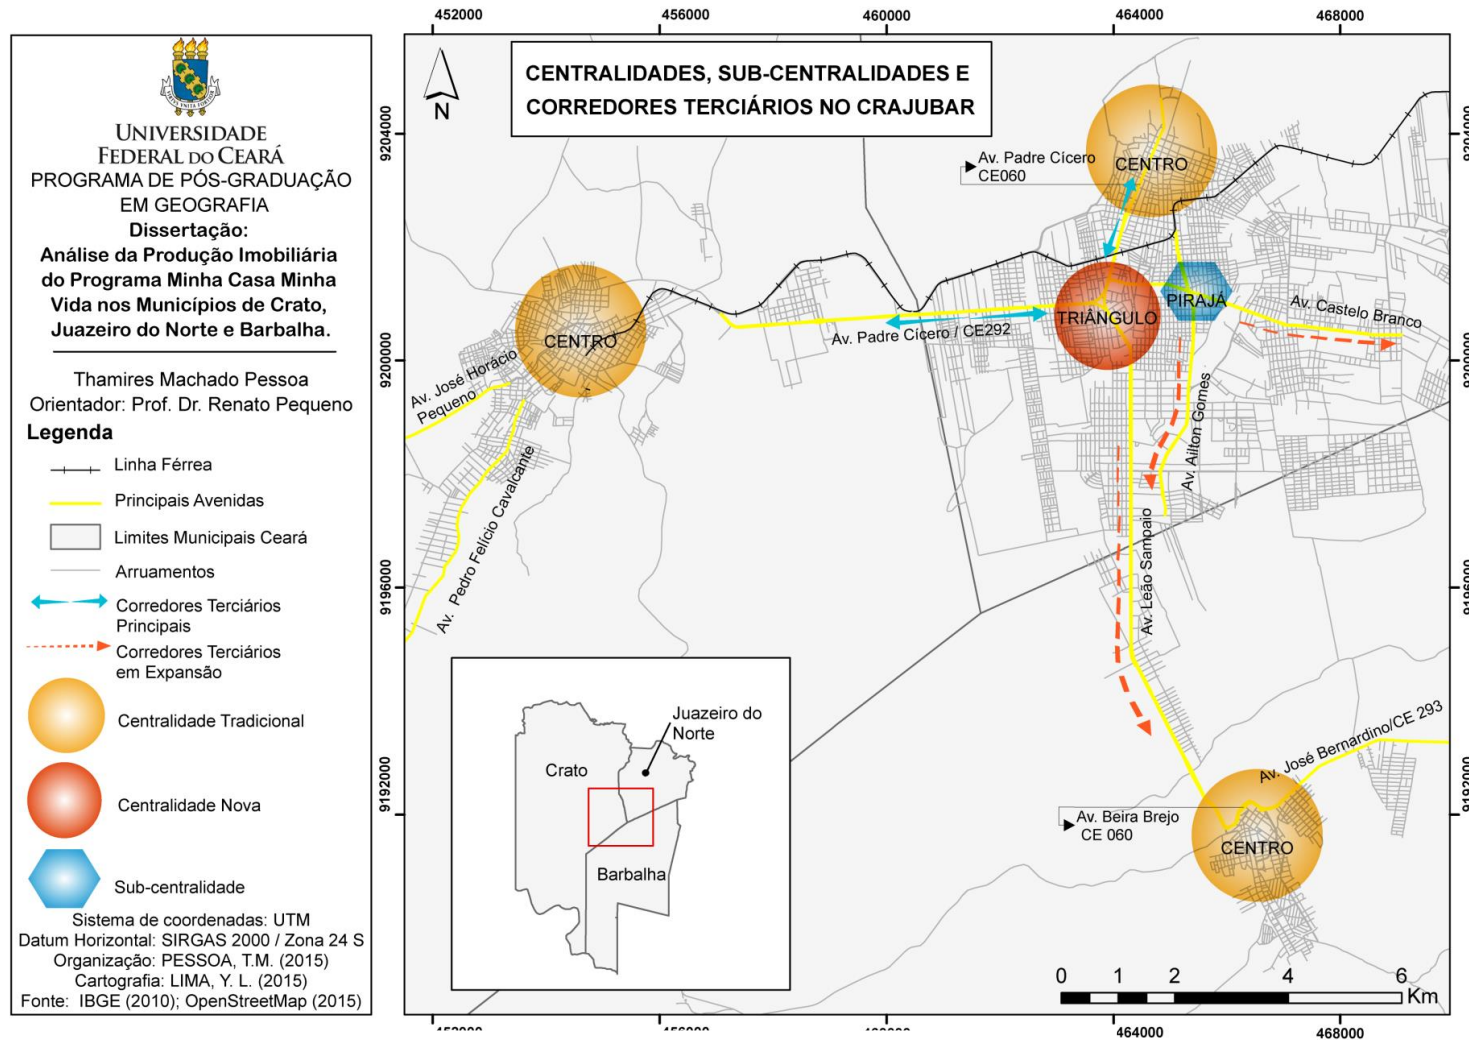 UNIVERSIDADE
FEDERAL DO CEARÁ
PROGRAMA DE PÓS-GRADUAÇÃO
EM GEOGRAFIA
Dissertação:
Análise da Produção Imobiliária
do Programa Minha Casa Minha
Vida nos Municípios de Crato,
Juazeiro do Norte e Barbalha.
Thamires Machado Pessoa
Orientador: Prof. Dr. Renato Pequeno
Legenda
Linha Férrea
Principais Avenidas
Limites Municipais Ceará
Arruamentos
Corredores Terciários
Principais
Corredores Terciários
em Expansão
Centralidade Tradicional
Centralidade Nova
Sub-centralidade
Sistema de coordenadas: UTM
Datum Horizontal: SIRGAS 2000 / Zona 24 S
Organização: PESSOA, T.M. (2015)
Cartografia: LIMA, Y. L. (2015)
Fonte: IBGE (2010); OpenStreetMap (2015)
452000
456000
460000
464000
468000
N
CENTRALIDADES, SUB-CENTRALIDADES E
CORREDORES TERCIÁRIOS NO CRAJUBAR
9204000
9204000
Av. Padre Cícero
CE060
CENTRO
PIRAJÁ
TRIÂNGULO
Av. Castelo Branco
Av. Padre Cícero / CE292
CENTRO
9200000
9200000
Av. José Horácio
Pequeno
Av. Ailton Gomes
Av. Pedro Felício Cavalcante
Av. Leão Sampaio
9196000
9196000
Juazeiro do
Norte
Crato
Barbalha
Av. José Bernardino/CE 293
9192000
9192000
Av. Beira Brejo
CE 060
CENTRO
0 1 2 4 6
Km
452000
456000
460000
464000
468000